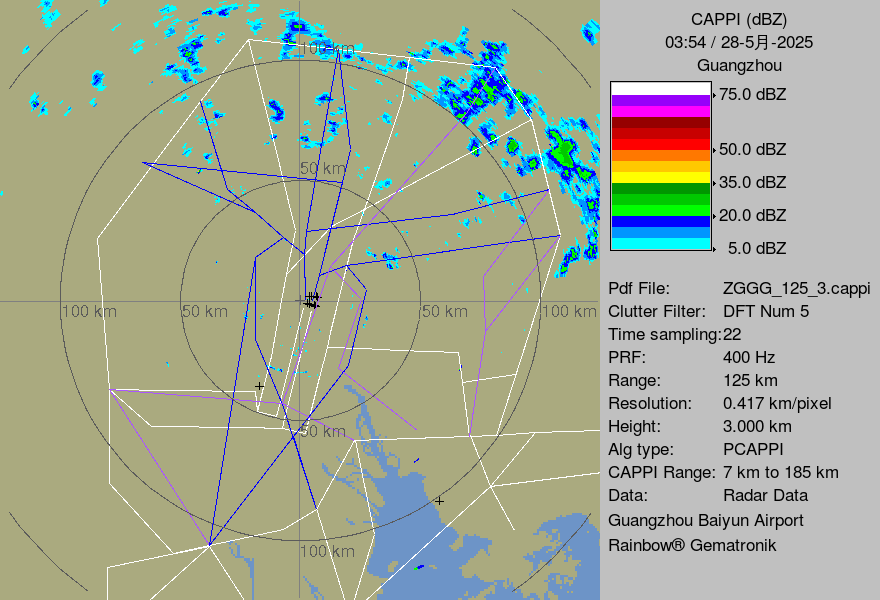 CAPPI (dBZ)
03:54 / 28-5月-2025
Guangzhou
75.0 dBZ
50.0 dBZ
35.0 dBZ
20.0 dBZ
5.0 dBZ
Pdf File: ZGGG_125_3.cappi
Clutter Filter: DFT Num 5
Time sampling:22
PRF: 400 Hz
Range: 125 km
Resolution: 0.417 km/pixel
Height: 3.000 km
Alg type: PCAPPI
CAPPI Range: 7 km to 185 km
Data: Radar Data
Guangzhou Baiyun Airport
Rainbow® Gematronik
100 km
50 km
100 km
50 km
50 km
100 km
50 km
100 km